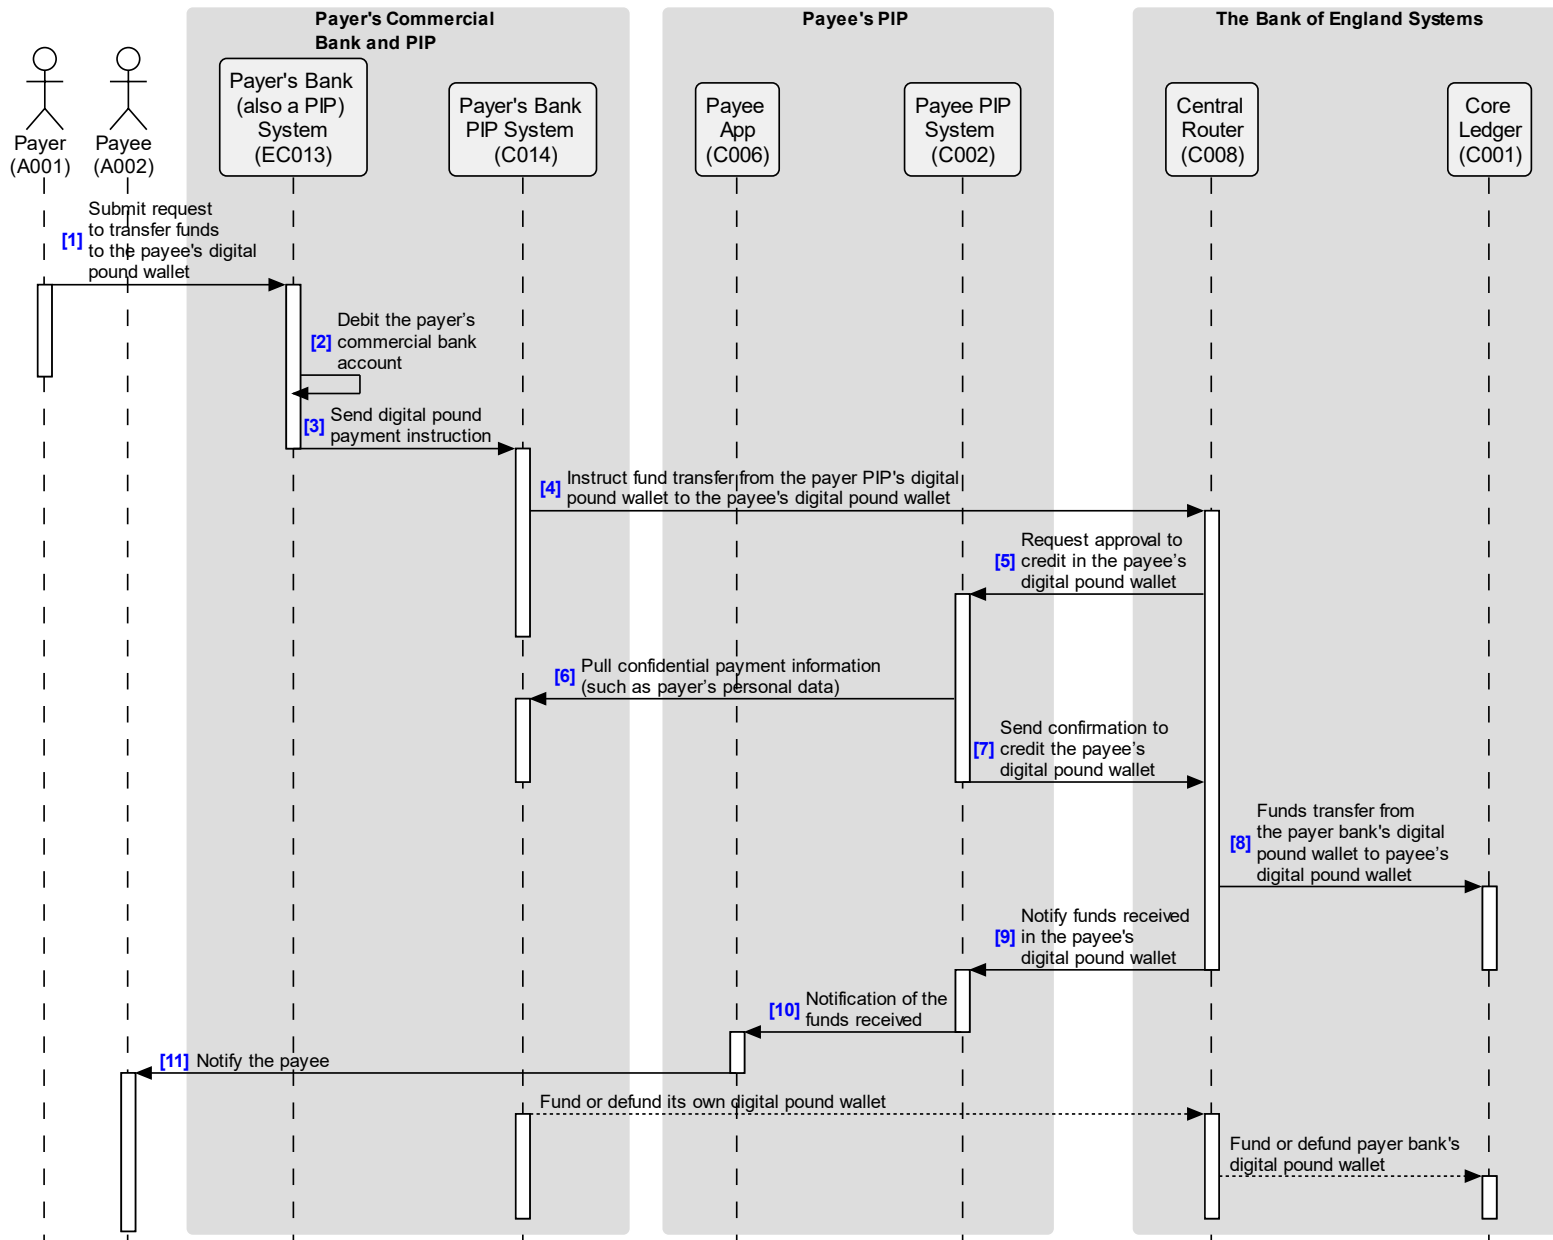 Payer's Commercial
Bank and PIP
Payee's PIP
The Bank of England Systems
Payer
(A001)
Payee
(A002)
Payer's Bank
(also a PIP)
System
(EC013)
Payer's Bank
PIP System
(C014)
Payee
App
(C006)
Payee PIP
System
(C002)
Central
Router
(C008)
Core
Ledger
(C001)
[1]
Submit request
to transfer funds
to the payee's digital
pound wallet
[2]
Debit the payer’s
commercial bank
account
[3]
Send digital pound
payment instruction
[4]
Instruct fund transfer from the payer PIP's digital
pound wallet to the payee's digital pound wallet
[5]
Request approval to
credit in the payee’s
digital pound wallet
[6]
Pull confidential payment information
(such as payer’s personal data)
[7]
Send confirmation to
credit the payee’s
digital pound wallet
[8]
Funds transfer from
the payer bank's digital
pound wallet to payee’s
digital pound wallet
[9]
Notify funds received
in the payee's
digital pound wallet
[10]
Notification of the
funds received
[11] Notify the payee
Fund or defund its own digital pound wallet
Fund or defund payer bank's
digital pound wallet